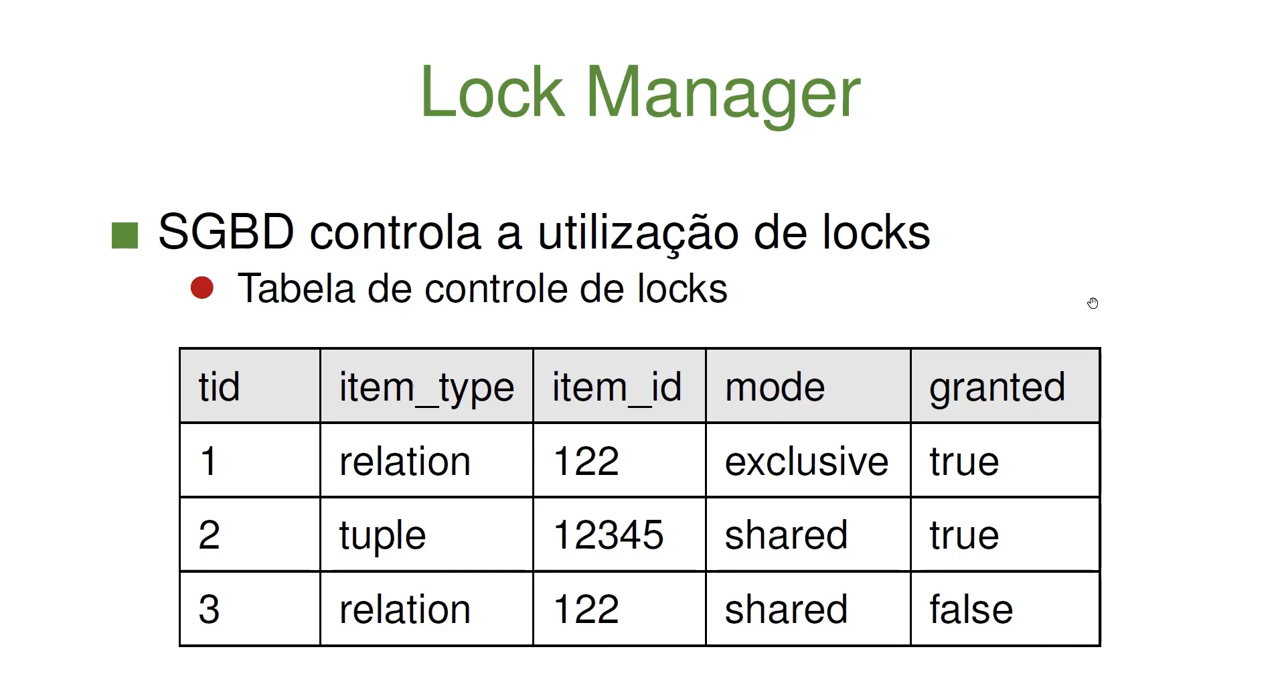 Lock Manager
SGBD controla a utilização de locks
Tabela de controle de locks
tid item_type item_id mode granted
1 relation 122 exclusive true
2 tuple 12345 shared true
3 relation 122 shared false